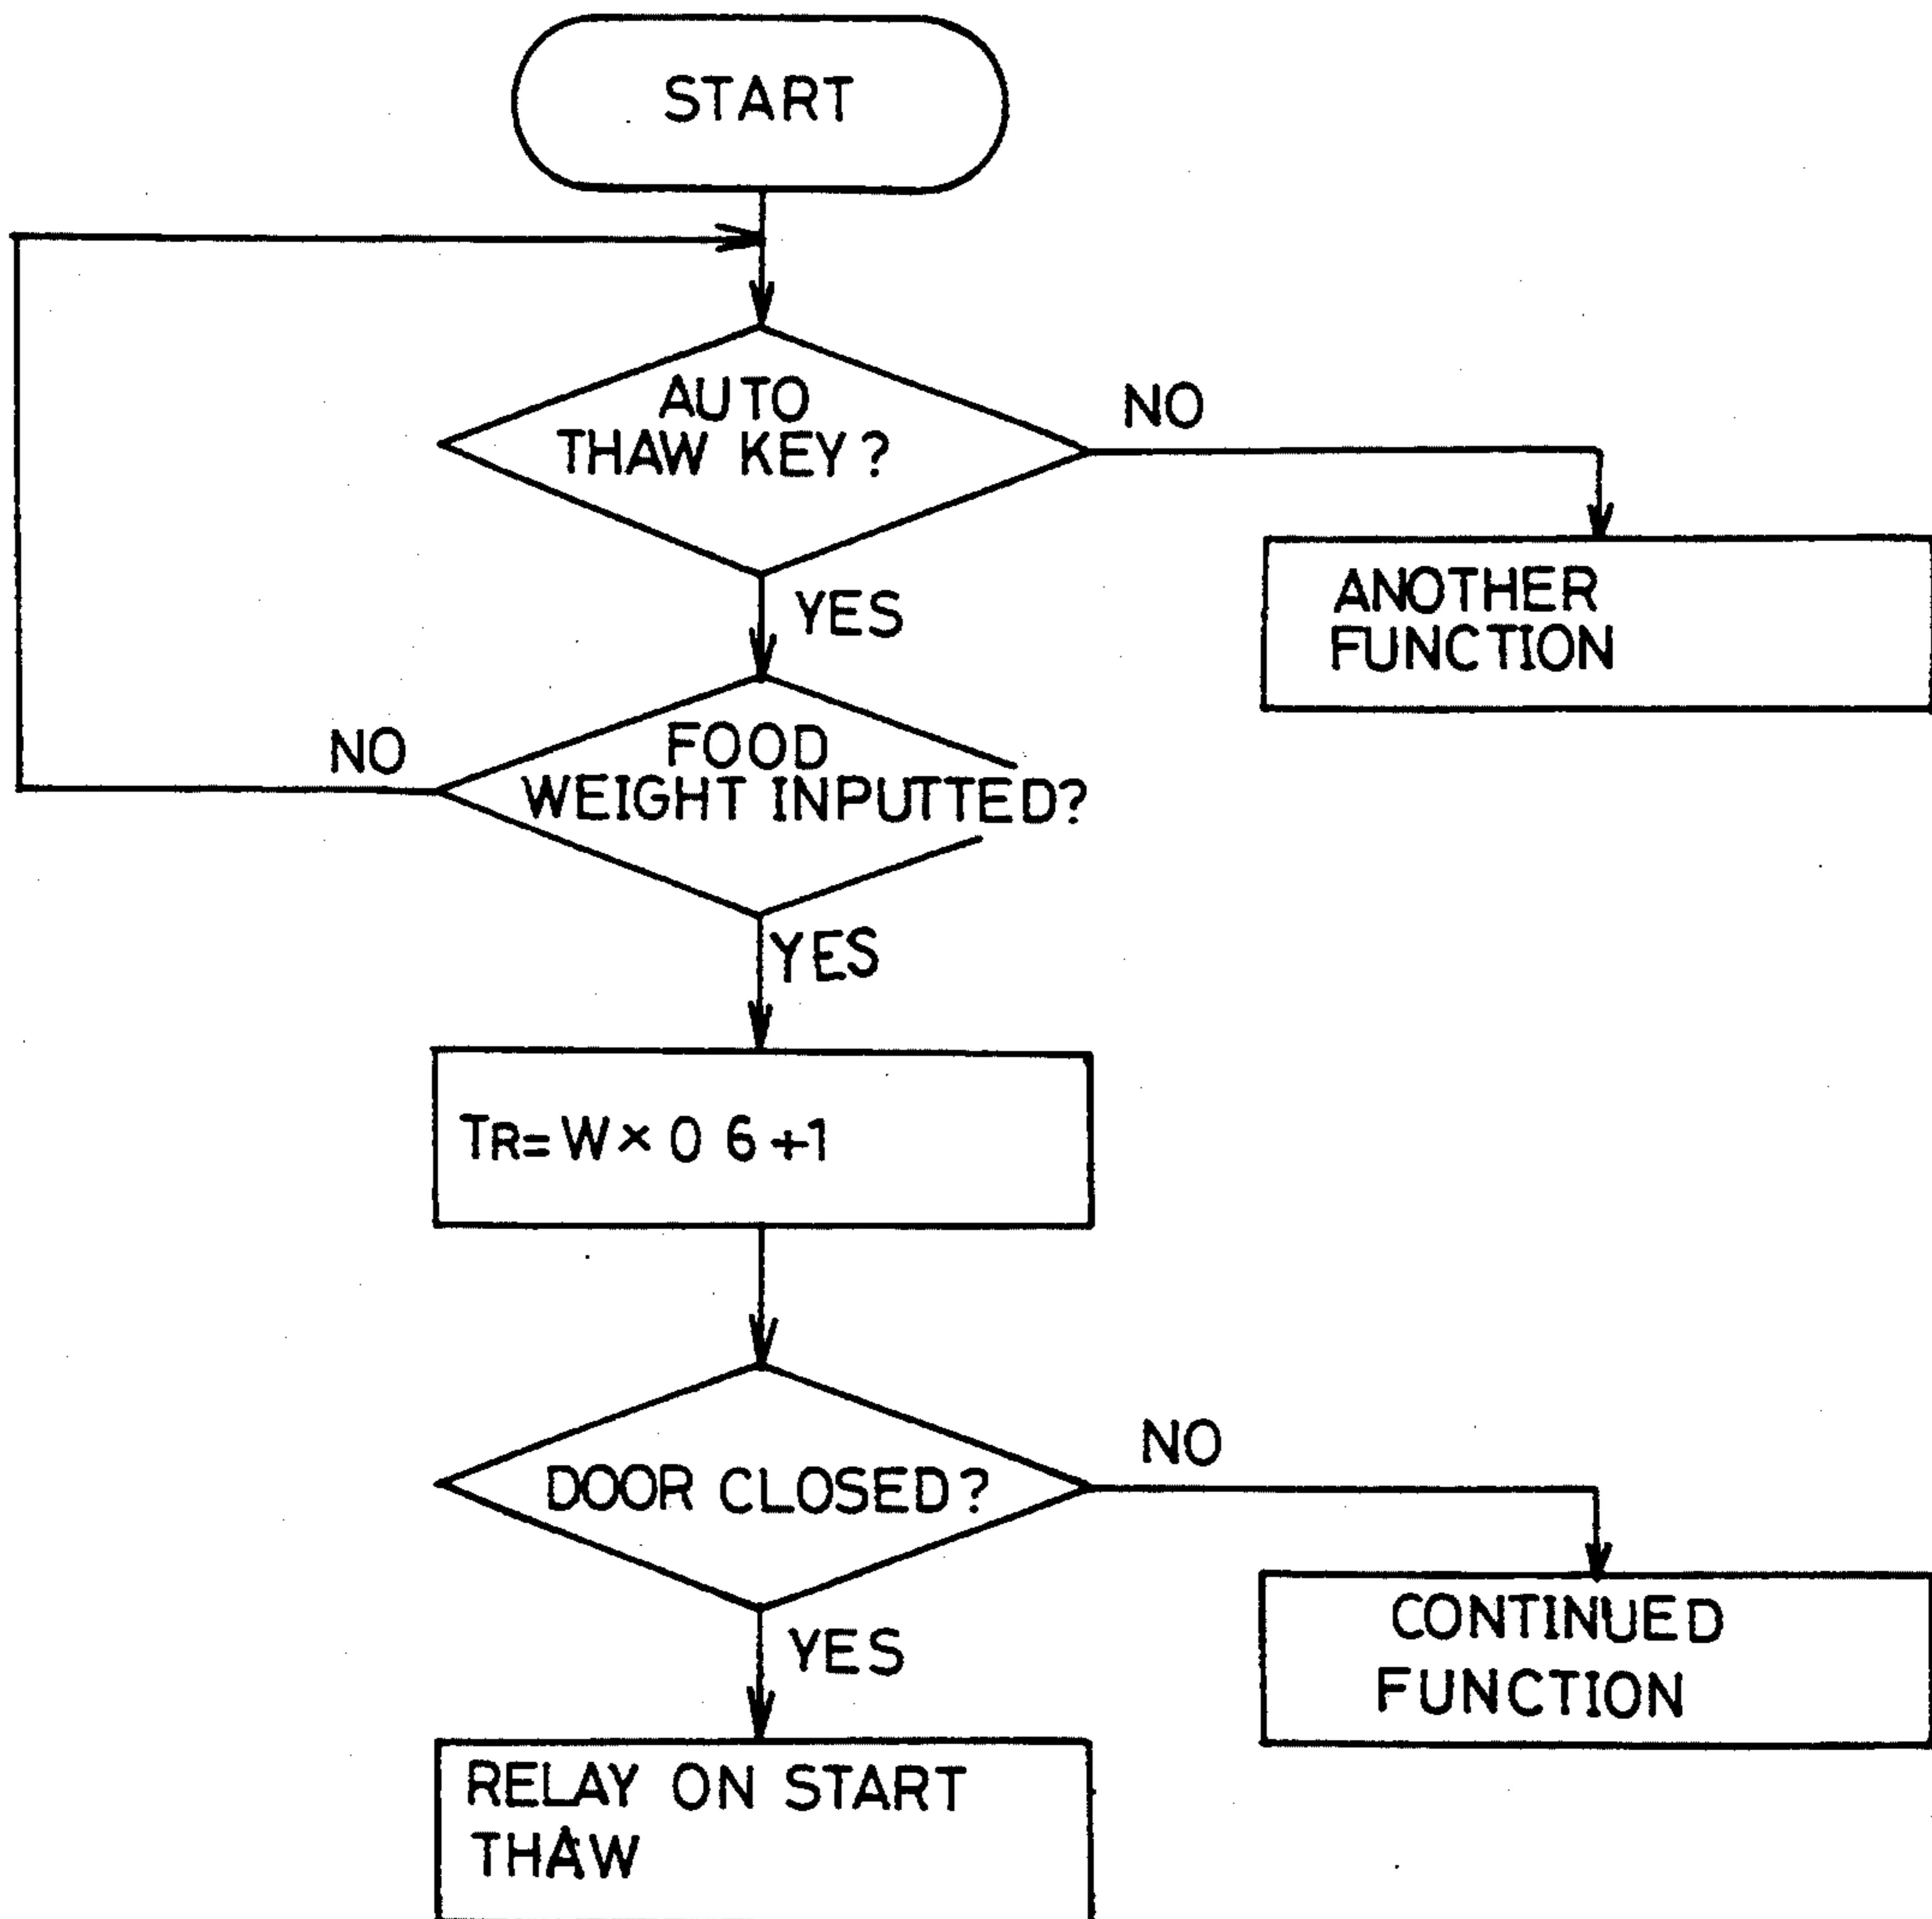 START
AUTO
THAW KEY?
NO
ANOTHER
FUNCTION
YES
FOOD
WEIGHT INPUTTED?
NO
YES
TR=W×0 6+1
DOOR CLOSED?
NO
CONTINUED
FUNCTION
YES
RELAY ON START
THAW